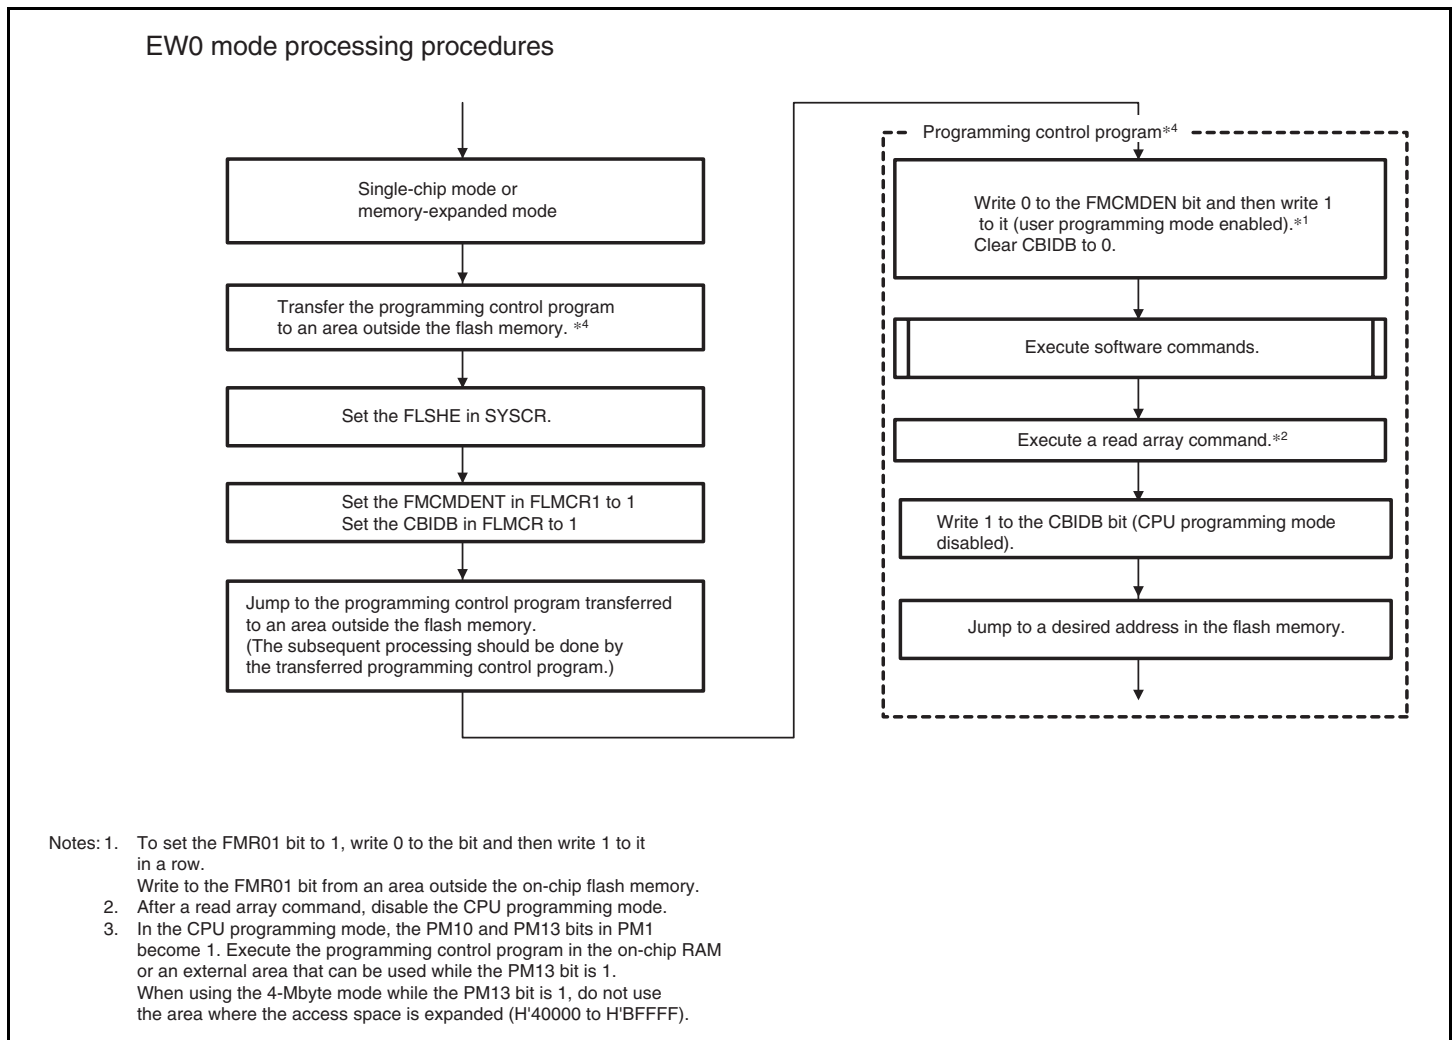 EW0 mode processing procedures
Single-chip mode or
memory-expanded mode
Transfer the programming control program
to an area outside the flash memory. *4
Set the FLSHE in SYSCR.
Set the FMCMDENT in FLMCR1 to 1
Set the CBIDB in FLMCR to 1
Jump to the programming control program transferred
to an area outside the flash memory.
(The subsequent processing should be done by
the transferred programming control program.)
Programming control program*4
Write 0 to the FMCMDEN bit and then write 1
to it (user programming mode enabled).*1
Clear CBIDB to 0.
Execute software commands.
Execute a read array command.*2
Write 1 to the CBIDB bit (CPU programming mode
disabled).
Jump to a desired address in the flash memory.
Notes: 1. To set the FMR01 bit to 1, write 0 to the bit and then write 1 to it
in a row.
Write to the FMR01 bit from an area outside the on-chip flash memory.
2. After a read array command, disable the CPU programming mode.
3. In the CPU programming mode, the PM10 and PM13 bits in PM1
become 1. Execute the programming control program in the on-chip RAM
or an external area that can be used while the PM13 bit is 1.
When using the 4-Mbyte mode while the PM13 bit is 1, do not use
the area where the access space is expanded (H'40000 to H'BFFFF).